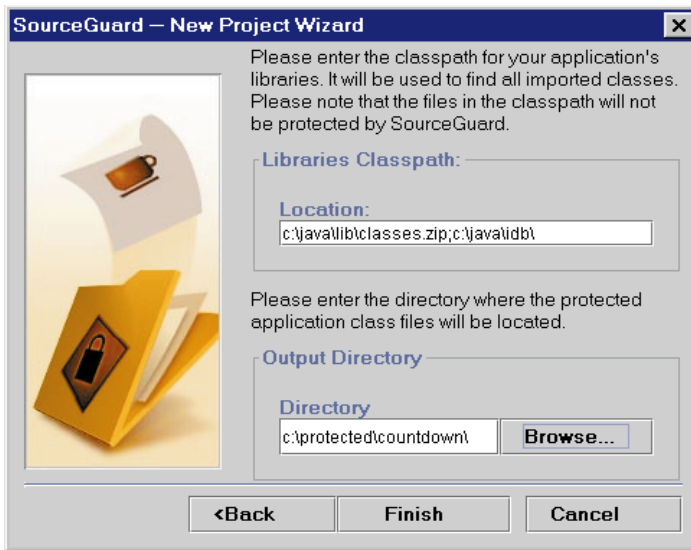 SourceGuard — New Project Wizard
Please enter the classpath for your application's
libraries. It will be used to find all imported classes.
Please note that the files in the classpath will not
be protected by SourceGuard.
Libraries Classpath:
Location:
c:\java\lib\classes.zip;c:\java\idb\
Please enter the directory where the protected
application class files will be located.
Output Directory
Directory
c:\protected\countdown\ Browse...
<Back Finish Cancel